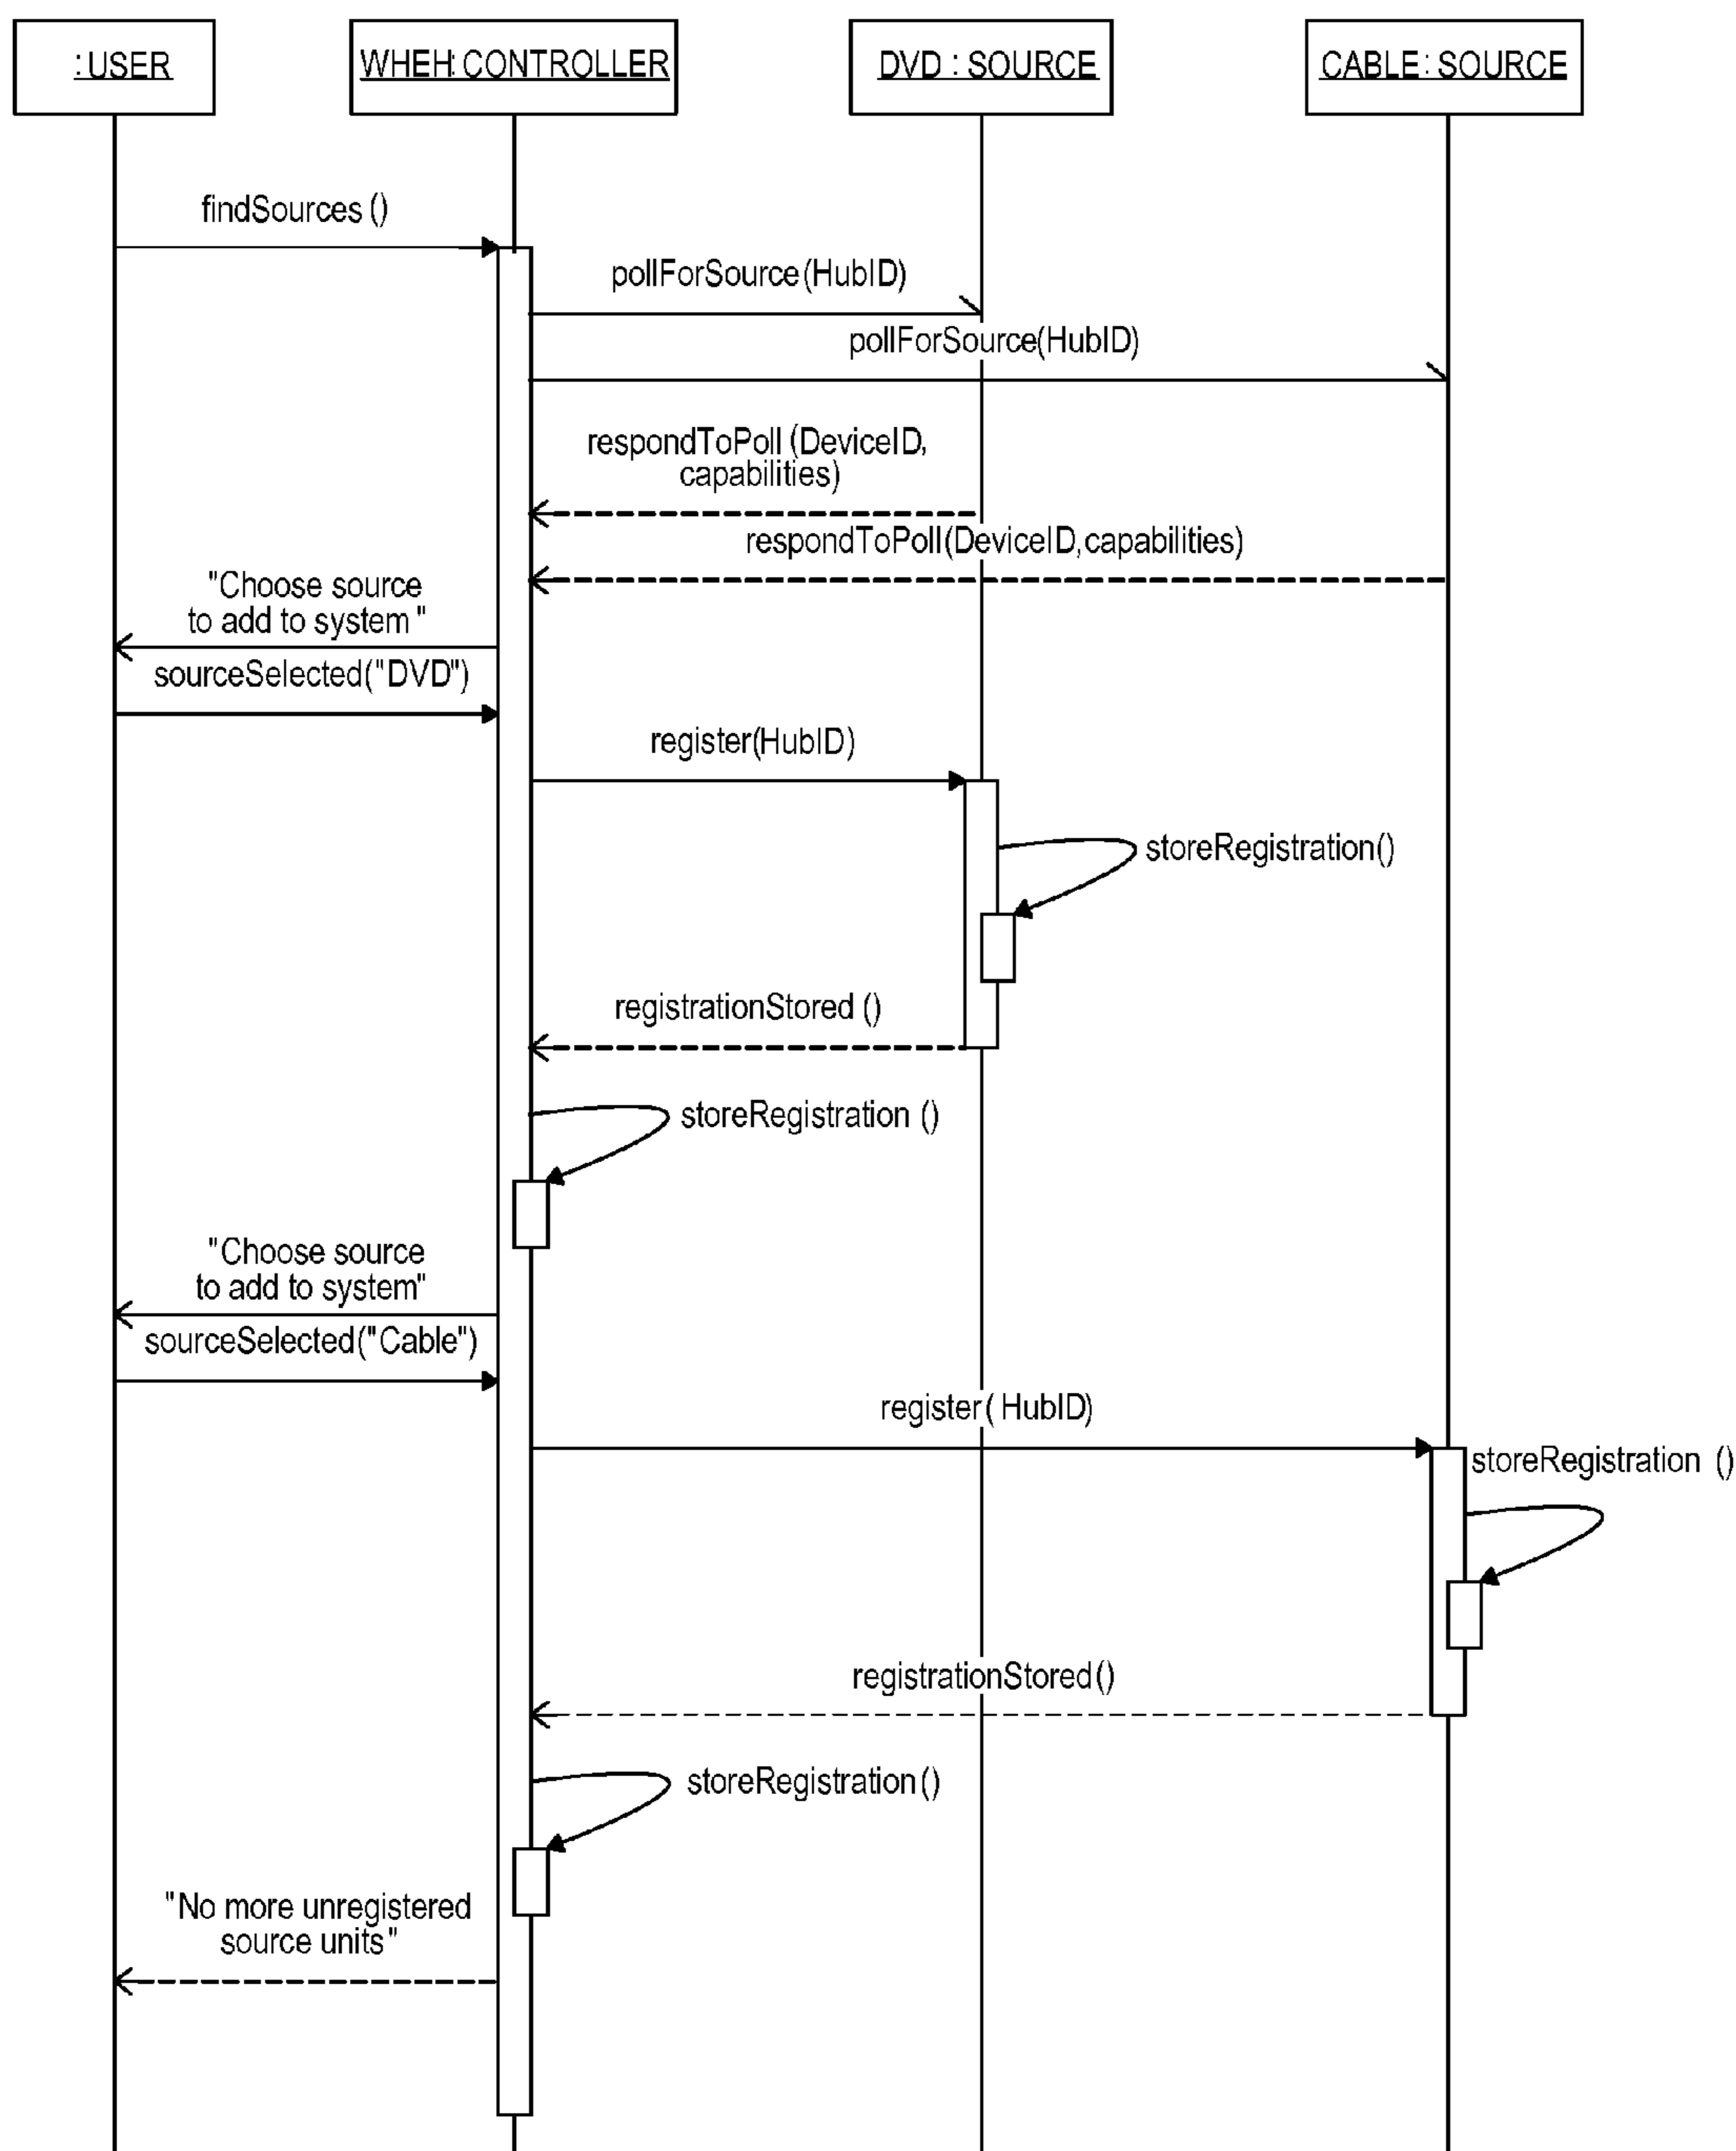 : USER
WHEH: CONTROLLER
DVD : SOURCE
CABLE : SOURCE
findSources ()
pollForSource (HubID)
pollForSource(HubID)
respondToPoll (DeviceID,
capabilities)
respondToPoll(DeviceID,capabilities)
"Choose source
to add to system "
sourceSelected("DVD")
register(HubID)
storeRegistration()
registrationStored ()
storeRegistration ()
"Choose source
to add to system"
sourceSelected("Cable")
register( HubID)
storeRegistration ()
registrationStored()
storeRegistration()
"No more unregistered
source units"